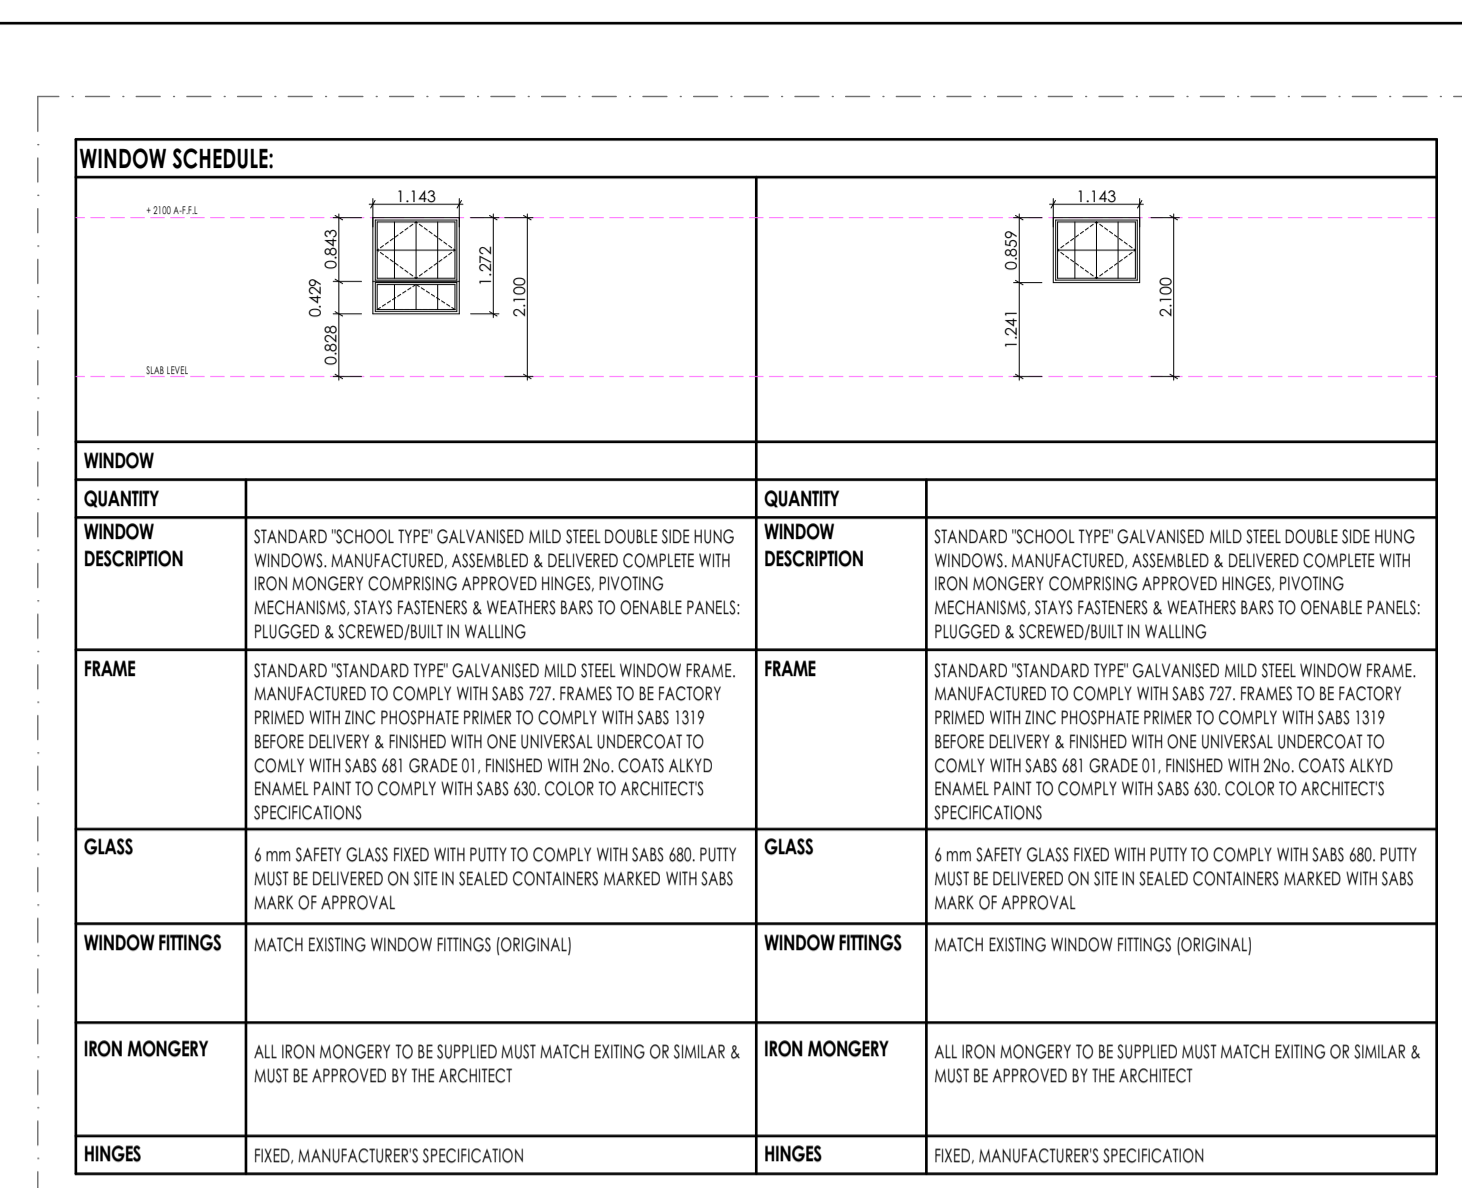 WINDOW SCHEDULE:
+ 2100 A-F.F.L
1.143
0.843
0.429
0.828
1.272
2.100
SLAB LEVEL
1.143
0.859
1.241
2.100
WINDOW
QUANTITY
WINDOW
DESCRIPTION
STANDARD "SCHOOL TYPE" GALVANISED MILD STEEL DOUBLE SIDE HUNG
WINDOWS. MANUFACTURED, ASSEMBLED & DELIVERED COMPLETE WITH
IRON MONGERY COMPRISING APPROVED HINGES, PIVOTING
MECHANISMS, STAYS FASTENERS & WEATHERS BARS TO OENABLE PANELS:
PLUGGED & SCREWED/BUILT IN WALLING
FRAME
STANDARD "STANDARD TYPE" GALVANISED MILD STEEL WINDOW FRAME.
MANUFACTURED TO COMPLY WITH SABS 727. FRAMES TO BE FACTORY
PRIMED WITH ZINC PHOSPHATE PRIMER TO COMPLY WITH SABS 1319
BEFORE DELIVERY & FINISHED WITH ONE UNIVERSAL UNDERCOAT TO
COMLY WITH SABS 681 GRADE 01, FINISHED WITH 2No. COATS ALKYD
ENAMEL PAINT TO COMPLY WITH SABS 630. COLOR TO ARCHITECT'S
SPECIFICATIONS
GLASS
6 mm SAFETY GLASS FIXED WITH PUTTY TO COMPLY WITH SABS 680. PUTTY
MUST BE DELIVERED ON SITE IN SEALED CONTAINERS MARKED WITH SABS
MARK OF APPROVAL
WINDOW FITTINGS
MATCH EXISTING WINDOW FITTINGS (ORIGINAL)
IRON MONGERY
ALL IRON MONGERY TO BE SUPPLIED MUST MATCH EXITING OR SIMILAR &
MUST BE APPROVED BY THE ARCHITECT
HINGES
FIXED, MANUFACTURER'S SPECIFICATION
QUANTITY
WINDOW
DESCRIPTION
STANDARD "SCHOOL TYPE" GALVANISED MILD STEEL DOUBLE SIDE HUNG
WINDOWS. MANUFACTURED, ASSEMBLED & DELIVERED COMPLETE WITH
IRON MONGERY COMPRISING APPROVED HINGES, PIVOTING
MECHANISMS, STAYS FASTENERS & WEATHERS BARS TO OENABLE PANELS:
PLUGGED & SCREWED/BUILT IN WALLING
FRAME
STANDARD "STANDARD TYPE" GALVANISED MILD STEEL WINDOW FRAME.
MANUFACTURED TO COMPLY WITH SABS 727. FRAMES TO BE FACTORY
PRIMED WITH ZINC PHOSPHATE PRIMER TO COMPLY WITH SABS 1319
BEFORE DELIVERY & FINISHED WITH ONE UNIVERSAL UNDERCOAT TO
COMLY WITH SABS 681 GRADE 01, FINISHED WITH 2No. COATS ALKYD
ENAMEL PAINT TO COMPLY WITH SABS 630. COLOR TO ARCHITECT'S
SPECIFICATIONS
GLASS
6 mm SAFETY GLASS FIXED WITH PUTTY TO COMPLY WITH SABS 680. PUTTY
MUST BE DELIVERED ON SITE IN SEALED CONTAINERS MARKED WITH SABS
MARK OF APPROVAL
WINDOW FITTINGS
MATCH EXISTING WINDOW FITTINGS (ORIGINAL)
IRON MONGERY
ALL IRON MONGERY TO BE SUPPLIED MUST MATCH EXITING OR SIMILAR &
MUST BE APPROVED BY THE ARCHITECT
HINGES
FIXED, MANUFACTURER'S SPECIFICATION